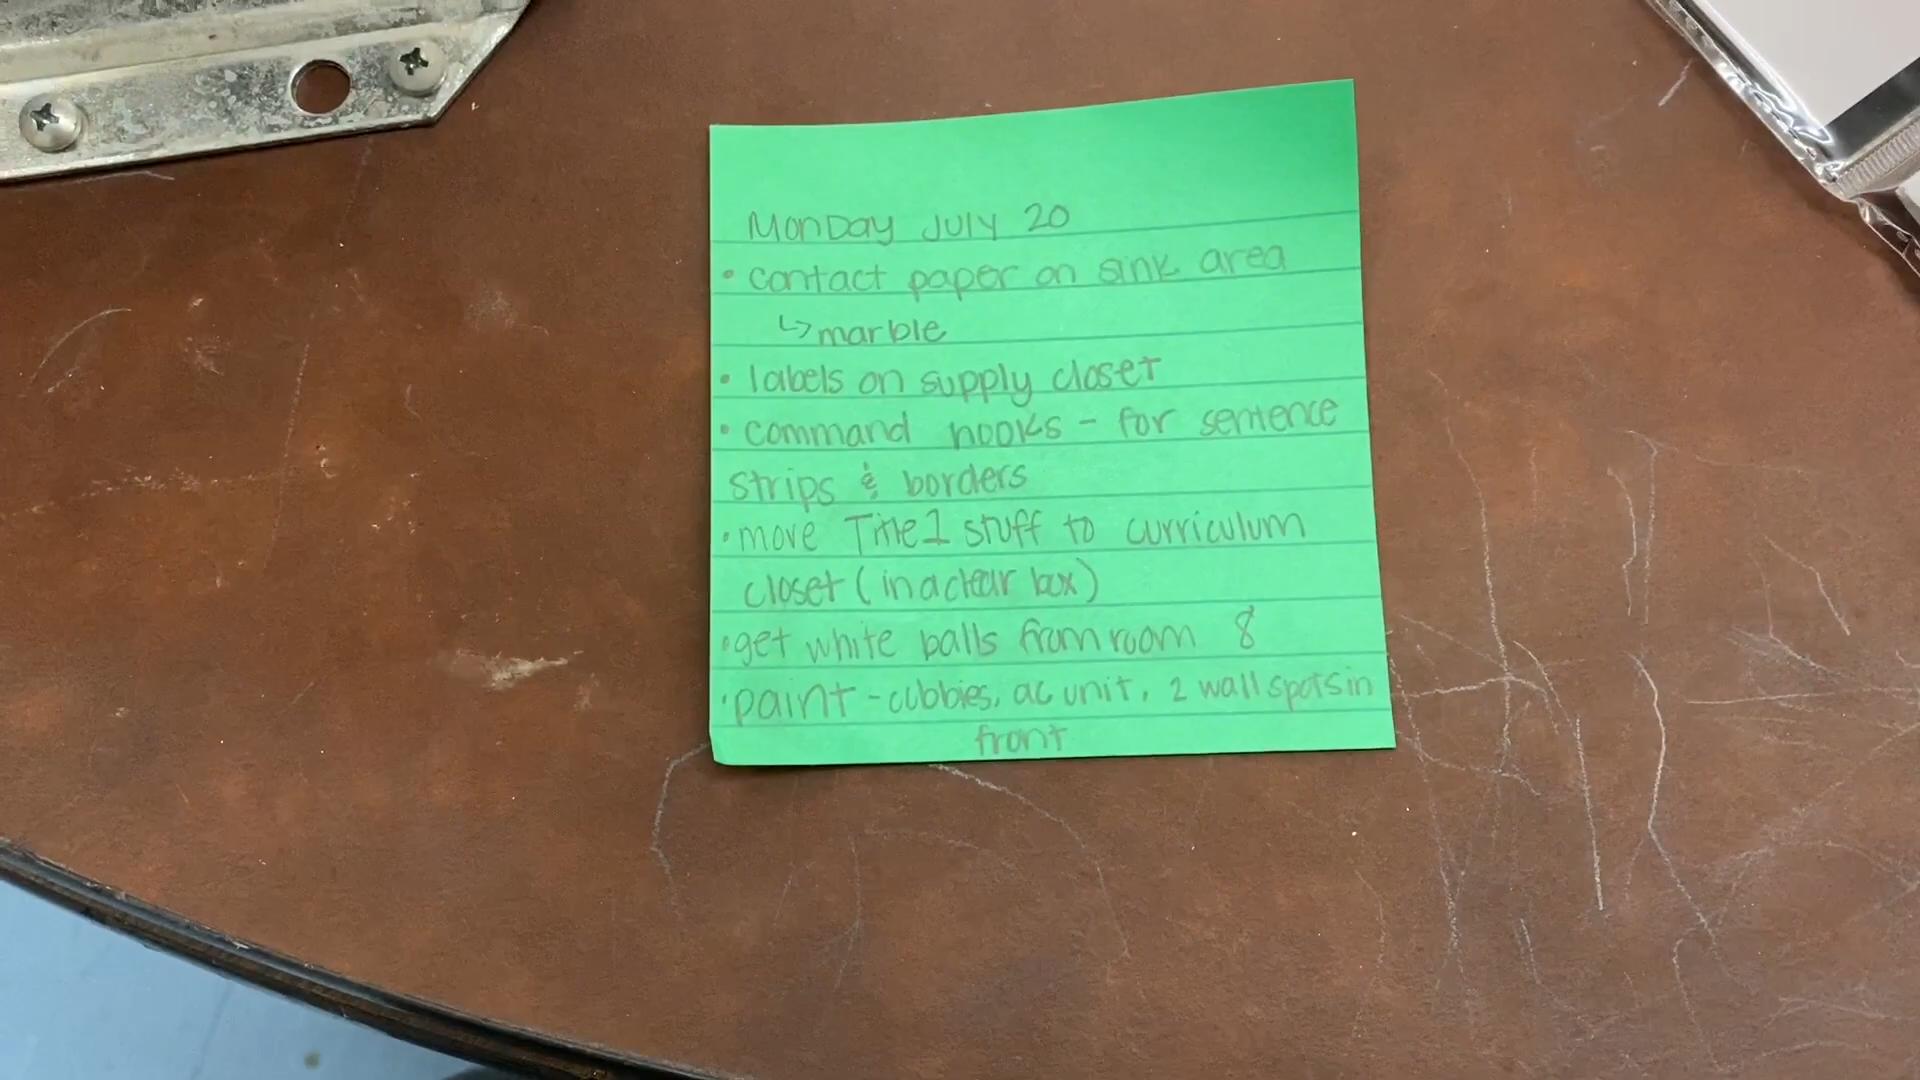 Monday July 20
• contact paper on sink area
↳ marble
• labels on supply closet
• command hooks - for sentence
strips & borders
• move Title 1 stuff to curriculum
closet (in a clear box)
• get white balls from room 8
• paint - cubbies, ac unit, 2 wall spots in
front